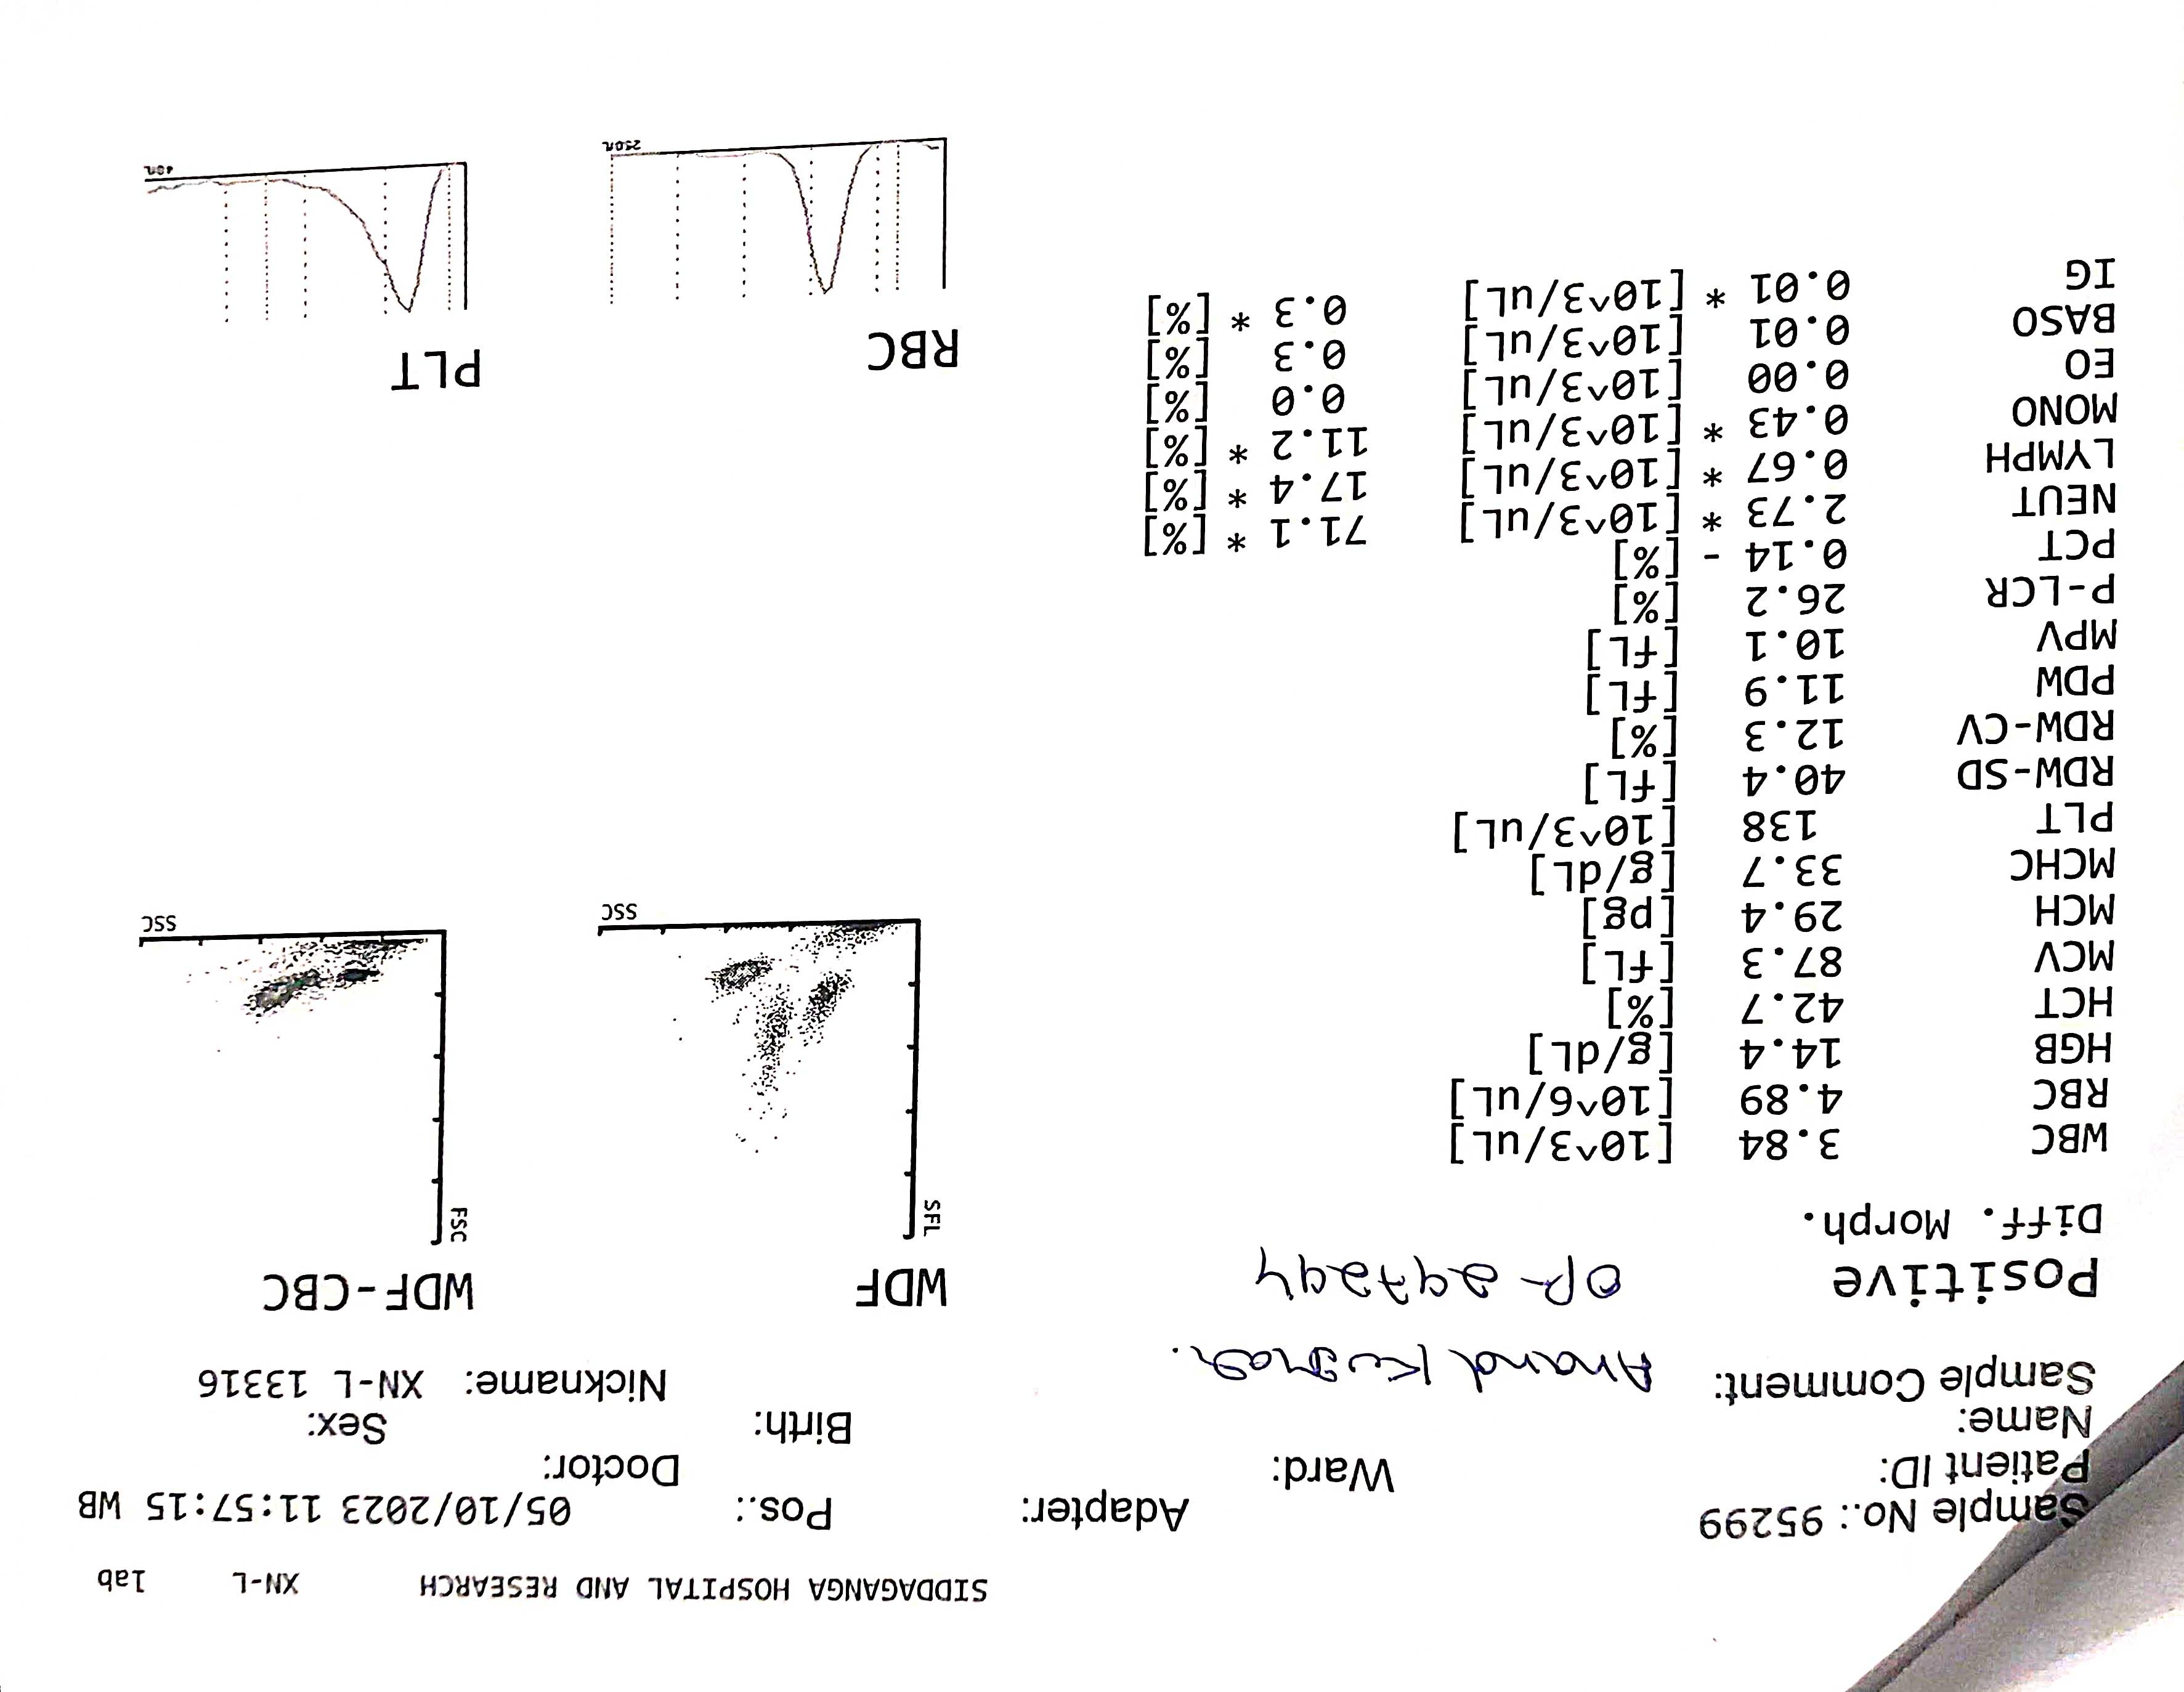 SIDDAGANGA HOSPITAL AND RESEARCH XN-L lab
Sample No.: 95299 Adapter: Pos.: 05/10/2023 11:57:15 WB
Patient ID: Ward: Doctor:
Name: Birth: Sex:
Sample Comment: Nickname: XN-L 13316
Anand Kumar.
Positive OP- 297294
Diff. Morph.
WBC 3.84 [10^3/uL]
RBC 4.89 [10^6/uL]
HGB 14.4 [g/dL]
HCT 42.7 [%]
MCV 87.3 [fL]
MCH 29.4 [pg]
MCHC 33.7 [g/dL]
PLT 138 [10^3/uL]
RDW-SD 40.4 [fL]
RDW-CV 12.3 [%]
PDW 11.9 [fL]
MPV 10.1 [fL]
P-LCR 26.2 [%]
PCT 0.14 - [%]
NEUT 2.73 * [10^3/uL] 71.1 * [%]
LYMPH 0.67 * [10^3/uL] 17.4 * [%]
MONO 0.43 * [10^3/uL] 11.2 * [%]
EO 0.00 [10^3/uL] 0.0 [%]
BASO 0.01 [10^3/uL] 0.3 [%]
IG 0.01 * [10^3/uL] 0.3 * [%]
WDF WDF-CBC
SFL FSC
SSC SSC
RBC PLT
250fL 40fL